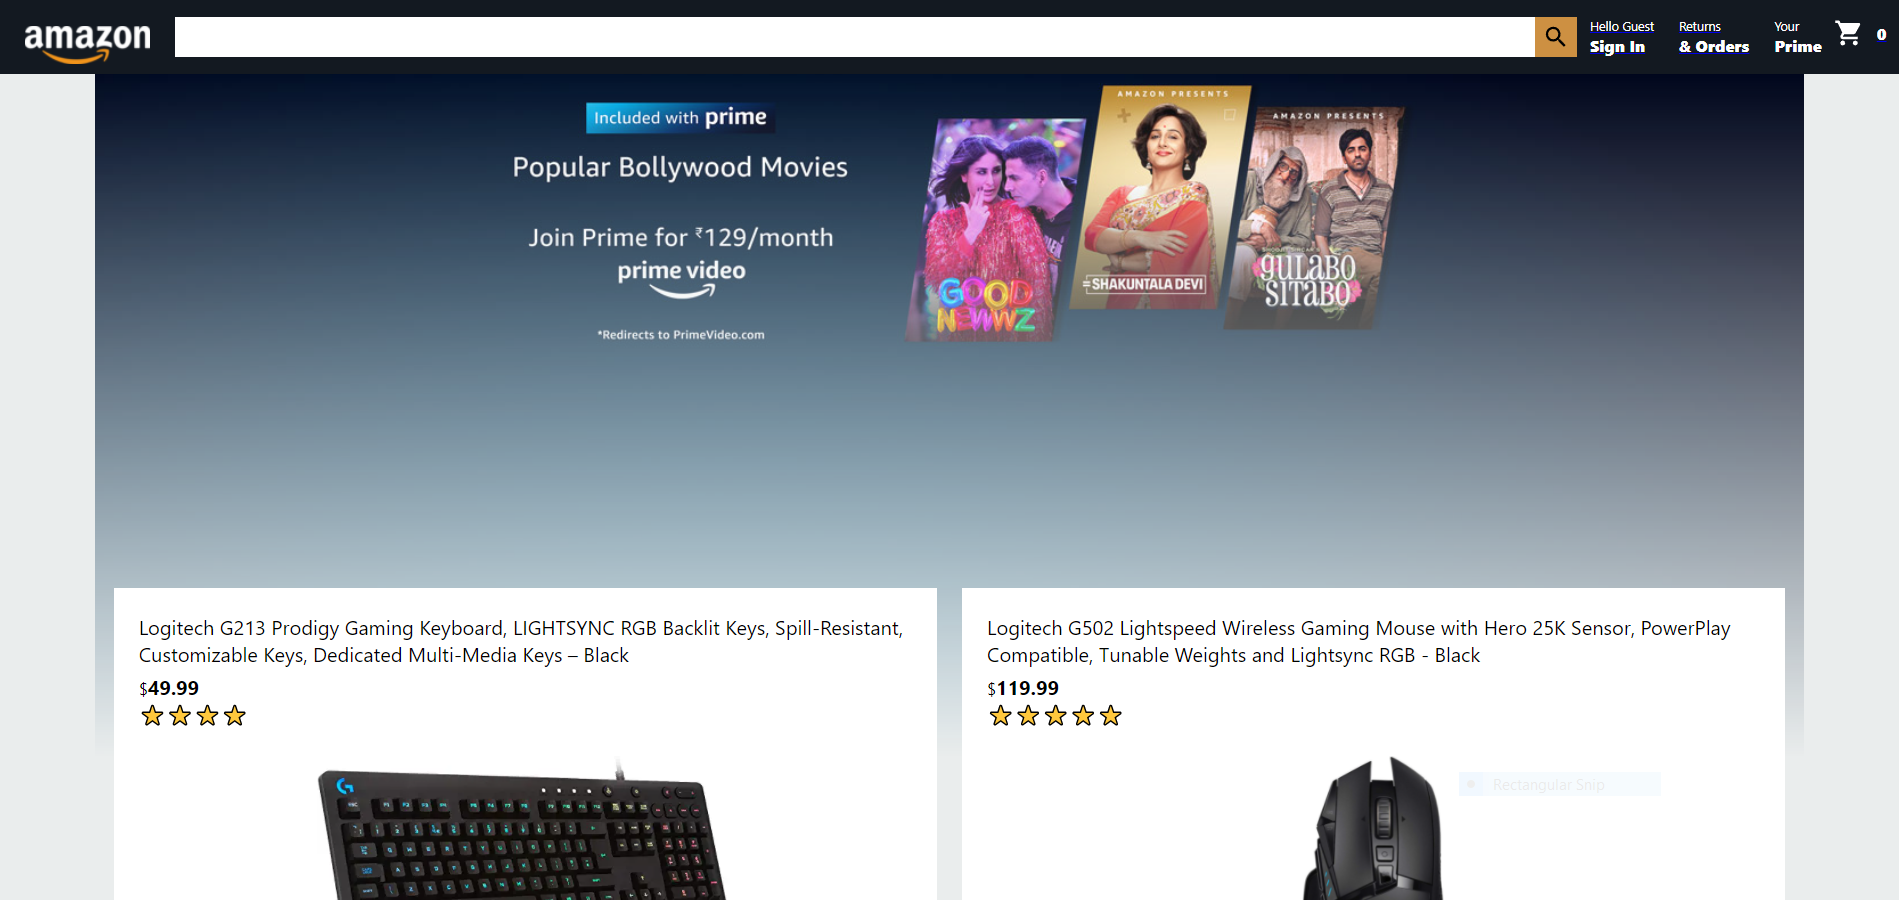 amazon
Hello Guest
Sign In
Returns
& Orders
Your
Prime
0
Included with prime
Popular Bollywood Movies
Join Prime for ₹129/month
prime video
*Redirects to PrimeVideo.com
GOOD
NEWWZ
AMAZON PRESENTS
SHAKUNTALA DEVI
AMAZON PRESENTS
GULABO
SITABO
Logitech G213 Prodigy Gaming Keyboard, LIGHTSYNC RGB Backlit Keys, Spill-Resistant,
Customizable Keys, Dedicated Multi-Media Keys – Black
$49.99
Logitech G502 Lightspeed Wireless Gaming Mouse with Hero 25K Sensor, PowerPlay
Compatible, Tunable Weights and Lightsync RGB - Black
$119.99
Rectangular Snip